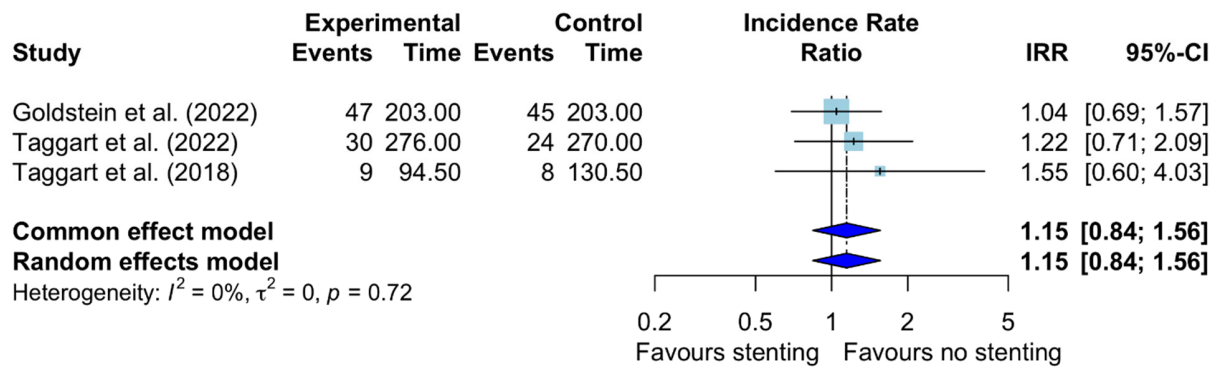 Experimental Control Incidence Rate
Study Events Time Events Time Ratio IRR 95%-CI
Goldstein et al. (2022) 47 203.00 45 203.00 1.04 [0.69; 1.57]
Taggart et al. (2022) 30 276.00 24 270.00 1.22 [0.71; 2.09]
Taggart et al. (2018) 9 94.50 8 130.50 1.55 [0.60; 4.03]
Common effect model 1.15 [0.84; 1.56]
Random effects model 1.15 [0.84; 1.56]
Heterogeneity: I² = 0%, τ² = 0, p = 0.72
0.2 0.5 1 2 5
Favours stenting Favours no stenting